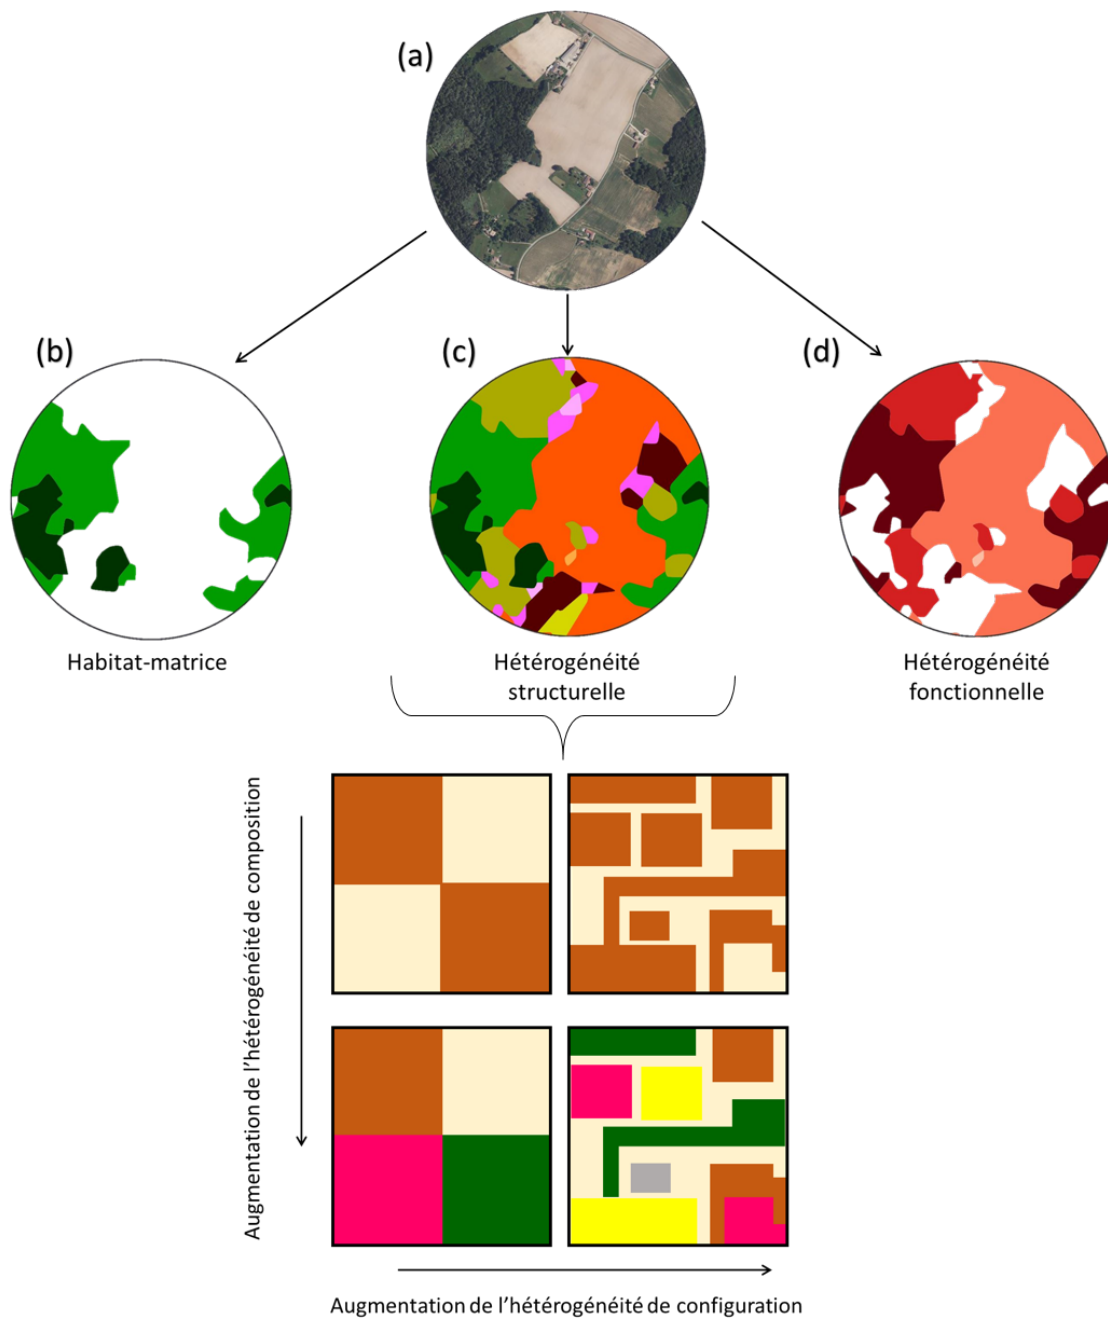 (a)
(b)
(c)
(d)
Habitat-matrice
Hétérogénéité
structurelle
Hétérogénéité
fonctionnelle
Augmentation de l'hétérogénéité de composition
Augmentation de l'hétérogénéité de configuration